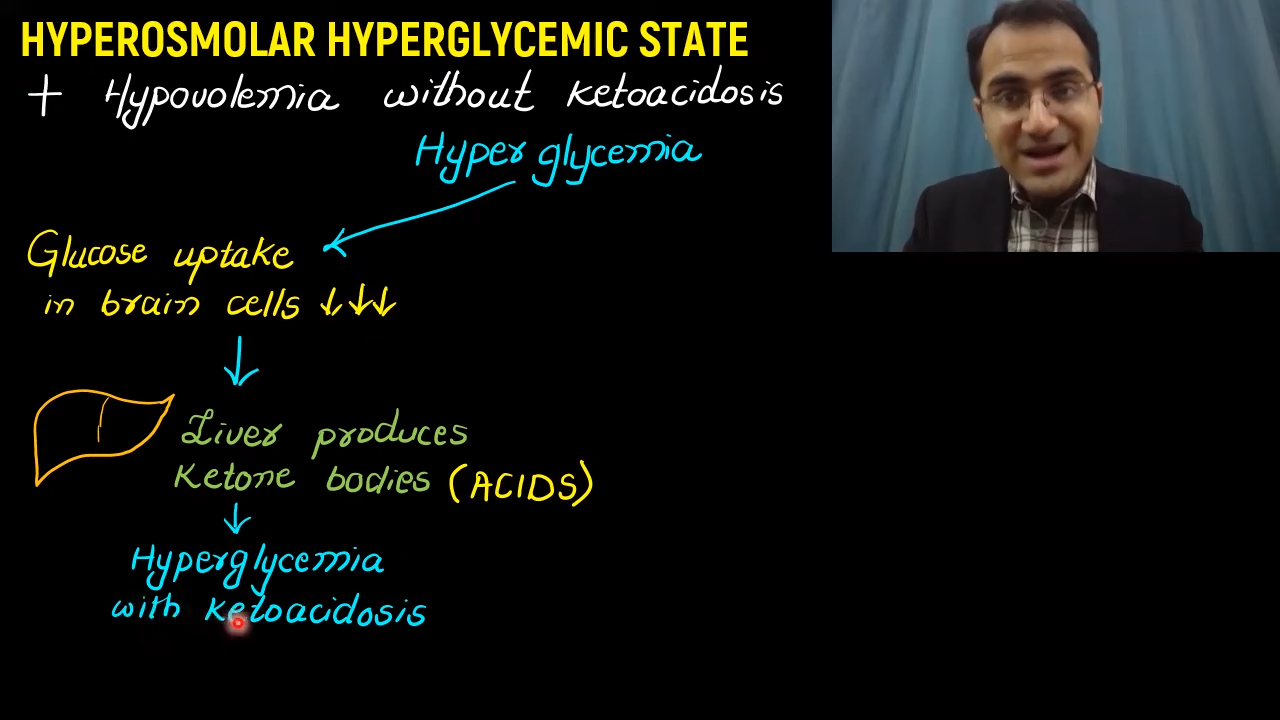 HYPEROSMOLAR HYPERGLYCEMIC STATE
+ Hypovolemia without ketoacidosis
Hyperglycemia
Glucose uptake
in brain cells ↓↓↓
Liver produces
Ketone bodies (ACIDS)
Hyperglycemia
with ketoacidosis